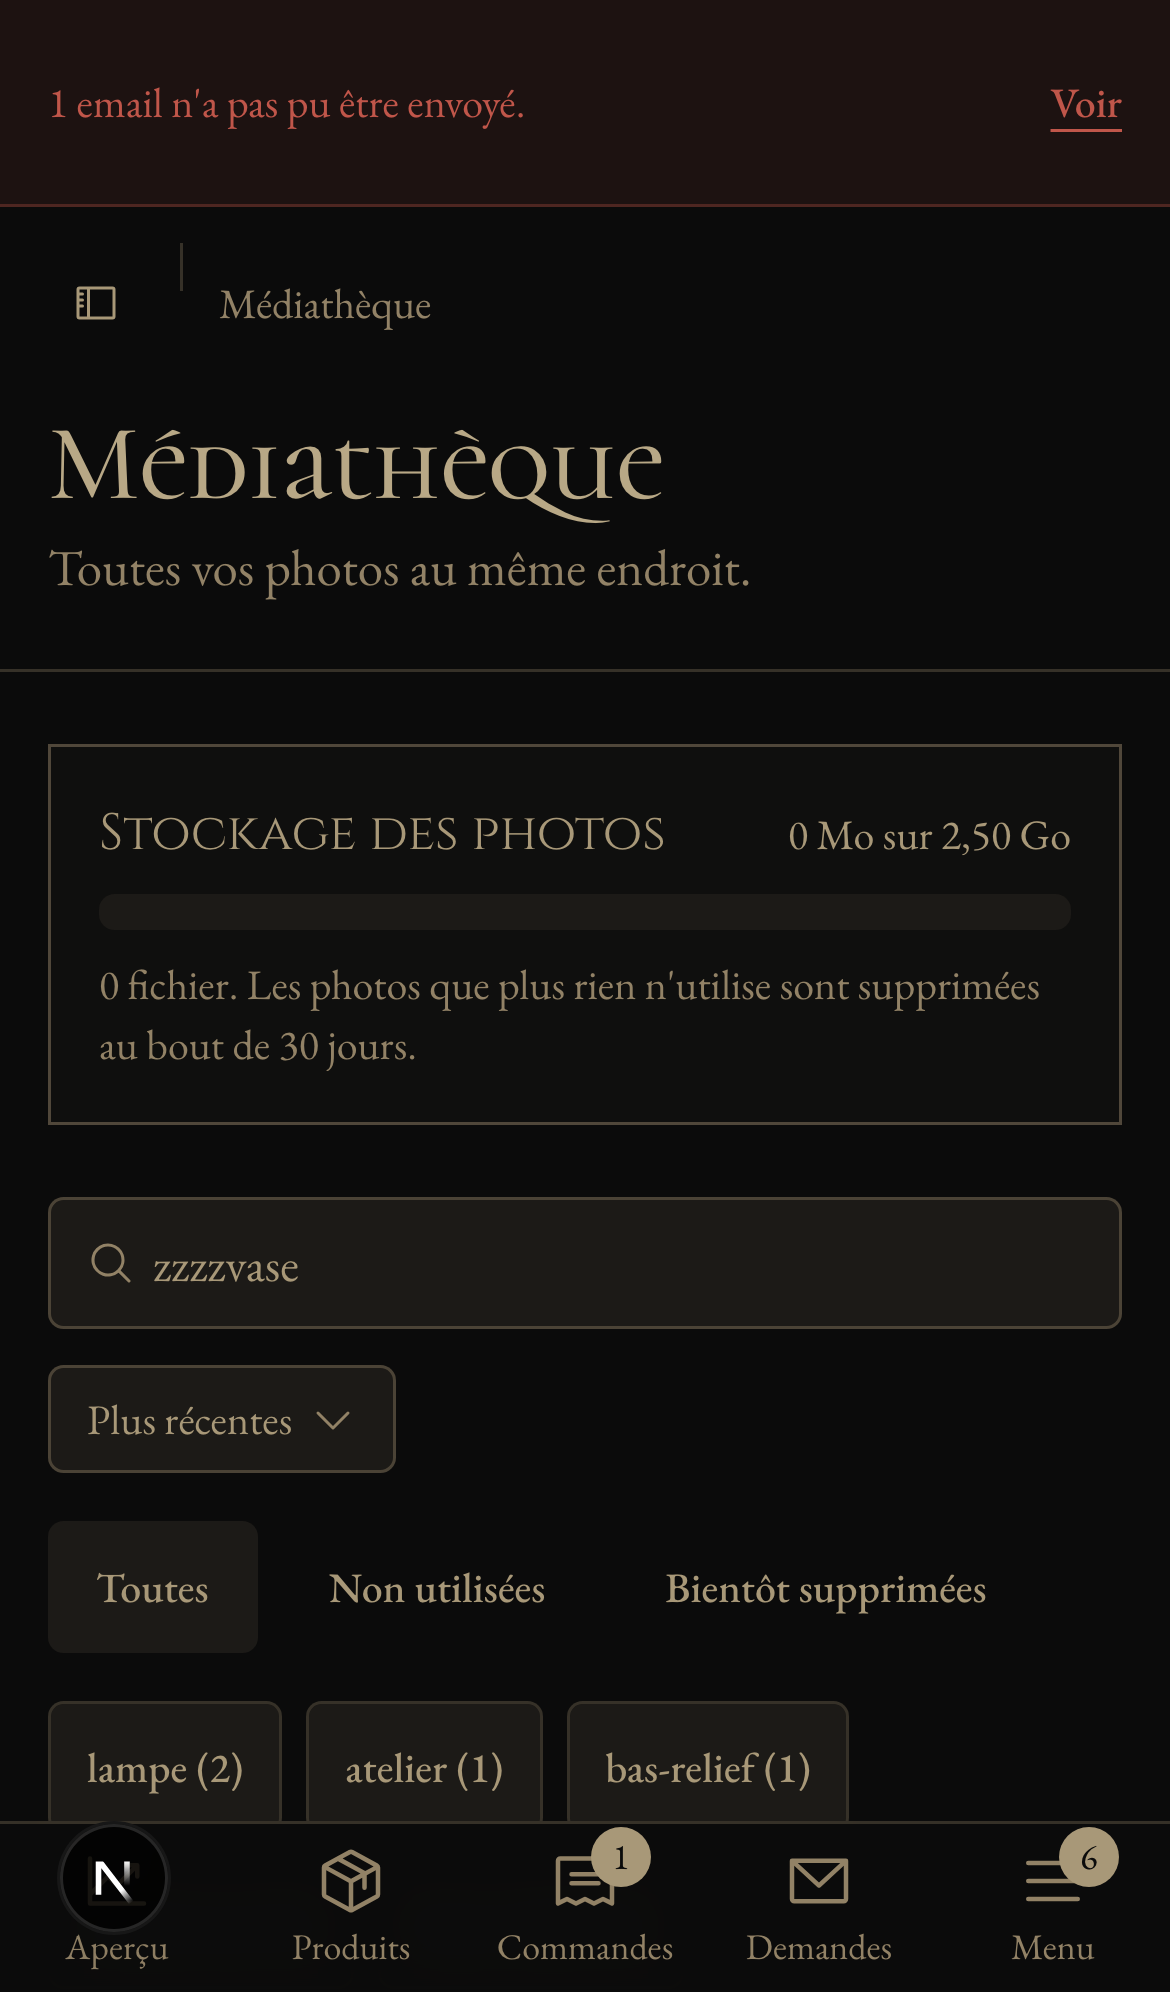 1 email n'a pas pu être envoyé. Voir
Médiathèque
Médiathèque
Toutes vos photos au même endroit.
Stockage des photos 0 Mo sur 2,50 Go
0 fichier. Les photos que plus rien n'utilise sont supprimées
au bout de 30 jours.
zzzzvase
Plus récentes
Toutes Non utilisées Bientôt supprimées
lampe (2) atelier (1) bas-relief (1)
N 1 6
Aperçu Produits Commandes Demandes Menu